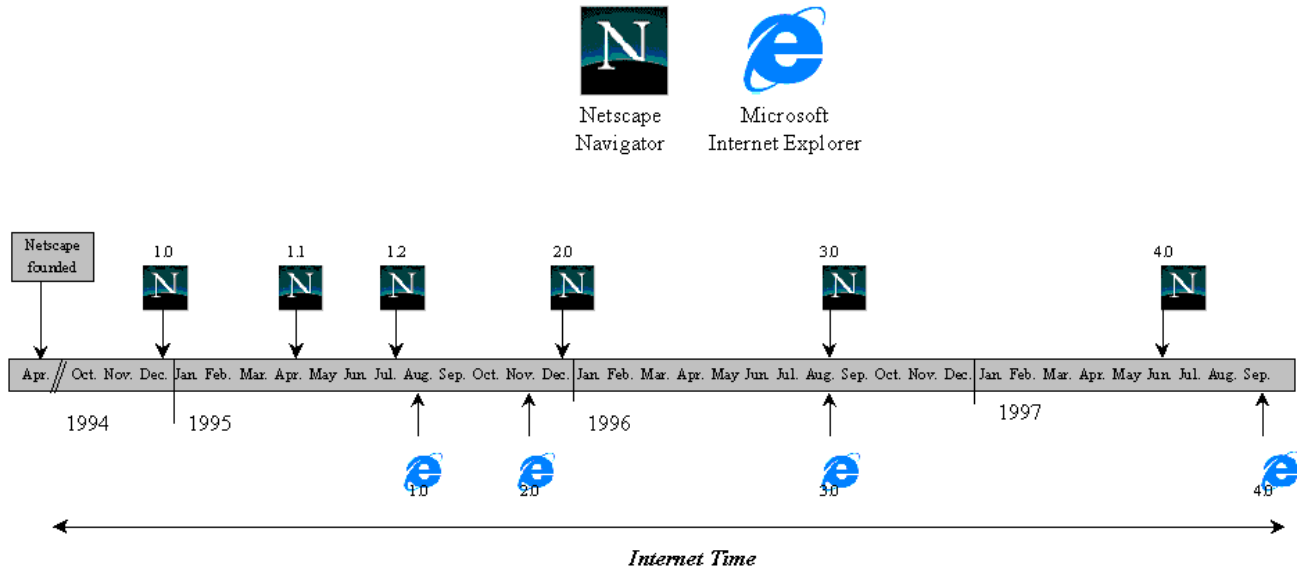 N
Netscape
Navigator
Microsoft
Internet Explorer
Netscape
founded
1.0
N
1.1
N
1.2
N
2.0
N
3.0
N
4.0
N
Apr. // Oct. Nov. Dec. Jan. Feb. Mar. Apr. May Jun. Jul. Aug. Sep. Oct. Nov. Dec. Jan. Feb. Mar. Apr. May Jun. Jul. Aug. Sep. Oct. Nov. Dec. Jan. Feb. Mar. Apr. May Jun. Jul. Aug. Sep.
1994 1995 1996 1997
1.0 2.0 3.0 4.0
Internet Time